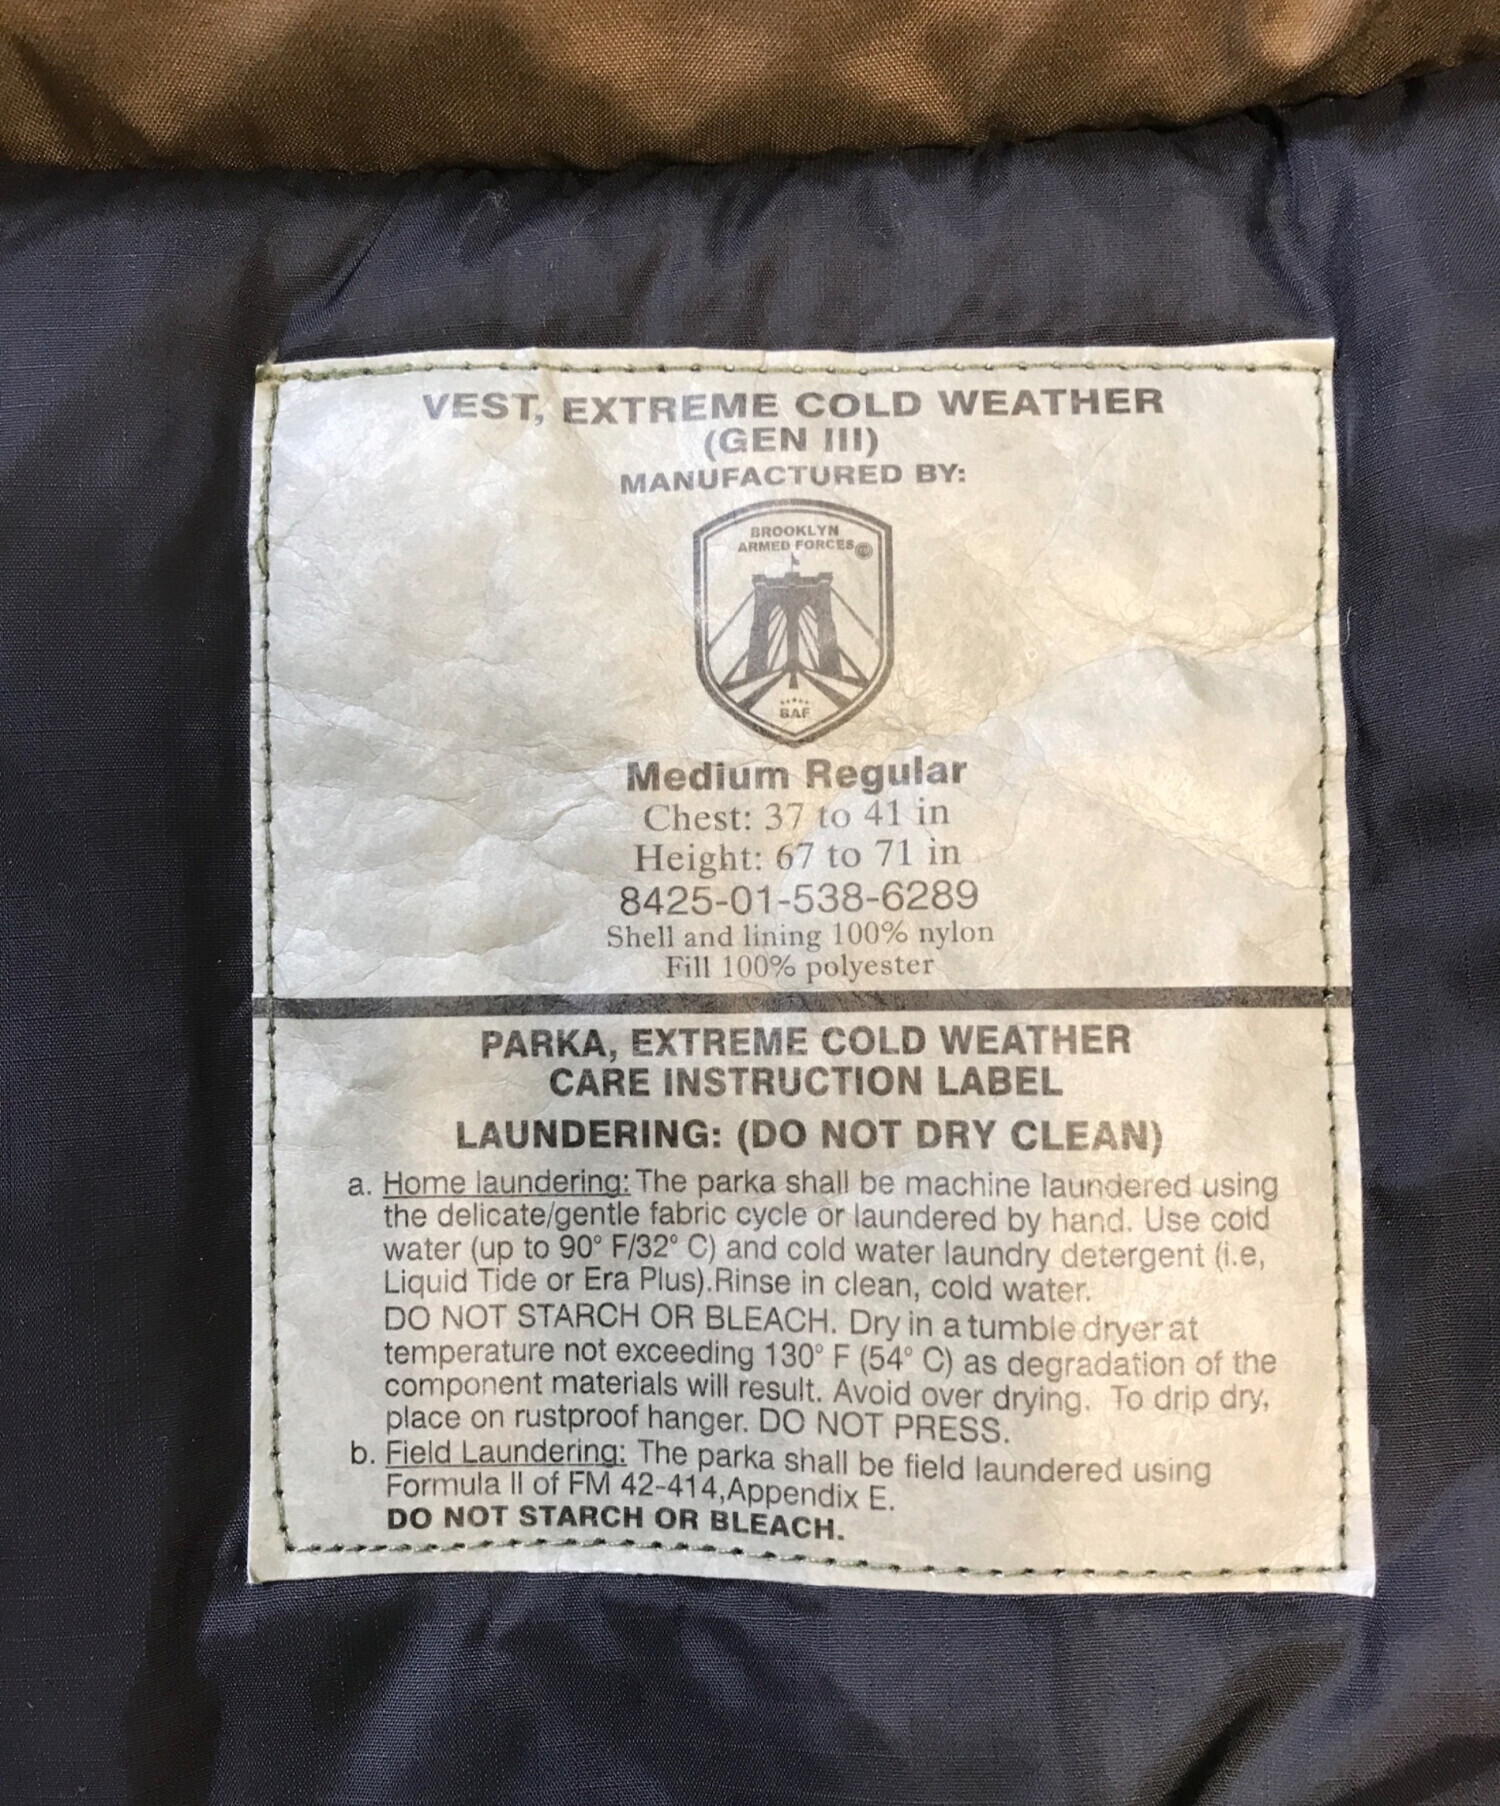 VEST, EXTREME COLD WEATHER
(GEN III)
MANUFACTURED BY:
BROOKLYN
ARMED FORCES©
BAF
Medium Regular
Chest: 37 to 41 in
Height: 67 to 71 in
8425-01-538-6289
Shell and lining 100% nylon
Fill 100% polyester
PARKA, EXTREME COLD WEATHER
CARE INSTRUCTION LABEL
LAUNDERING: (DO NOT DRY CLEAN)
a. Home laundering: The parka shall be machine laundered using
the delicate/gentle fabric cycle or laundered by hand. Use cold
water (up to 90° F/32° C) and cold water laundry detergent (i.e,
Liquid Tide or Era Plus).Rinse in clean, cold water.
DO NOT STARCH OR BLEACH. Dry in a tumble dryer at
temperature not exceeding 130° F (54° C) as degradation of the
component materials will result. Avoid over drying. To drip dry,
place on rustproof hanger. DO NOT PRESS.
b. Field Laundering: The parka shall be field laundered using
Formula II of FM 42-414,Appendix E.
DO NOT STARCH OR BLEACH.